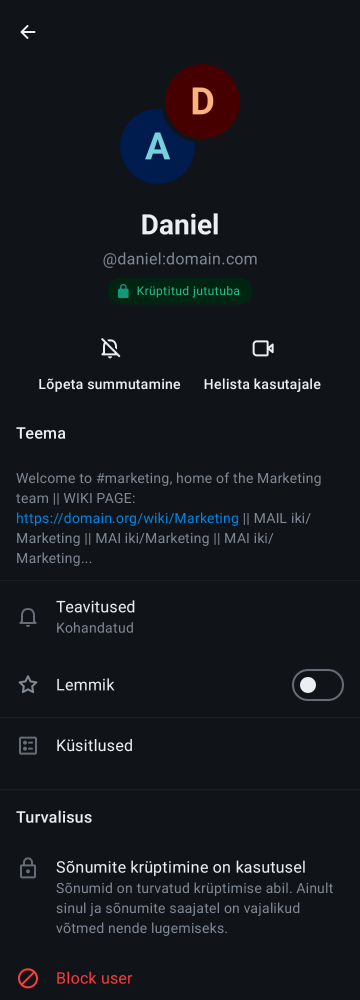 D
A
Daniel
@daniel:domain.com
Krüptitud jututuba
Lõpeta summutamine
Helista kasutajale
Teema
Welcome to #marketing, home of the Marketing
team || WIKI PAGE:
https://domain.org/wiki/Marketing || MAIL iki/
Marketing || MAI iki/Marketing || MAI iki/
Marketing...
Teavitused
Kohandatud
Lemmik
Küsitlused
Turvalisus
Sõnumite krüptimine on kasutusel
Sõnumid on turvatud krüptimise abil. Ainult
sinul ja sõnumite saajatel on vajalikud
võtmed nende lugemiseks.
Block user